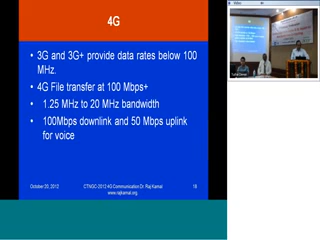 4G
• 3G and 3G+ provide data rates below 100
MHz.
• 4G File transfer at 100 Mbps+
• 1.25 MHz to 20 MHz bandwidth
• 100Mbps downlink and 50 Mbps uplink
for voice
October 20, 2012
CTNGC-2012 4G Communication Dr. Raj Kamal
www.rajkamal.org
18
Video